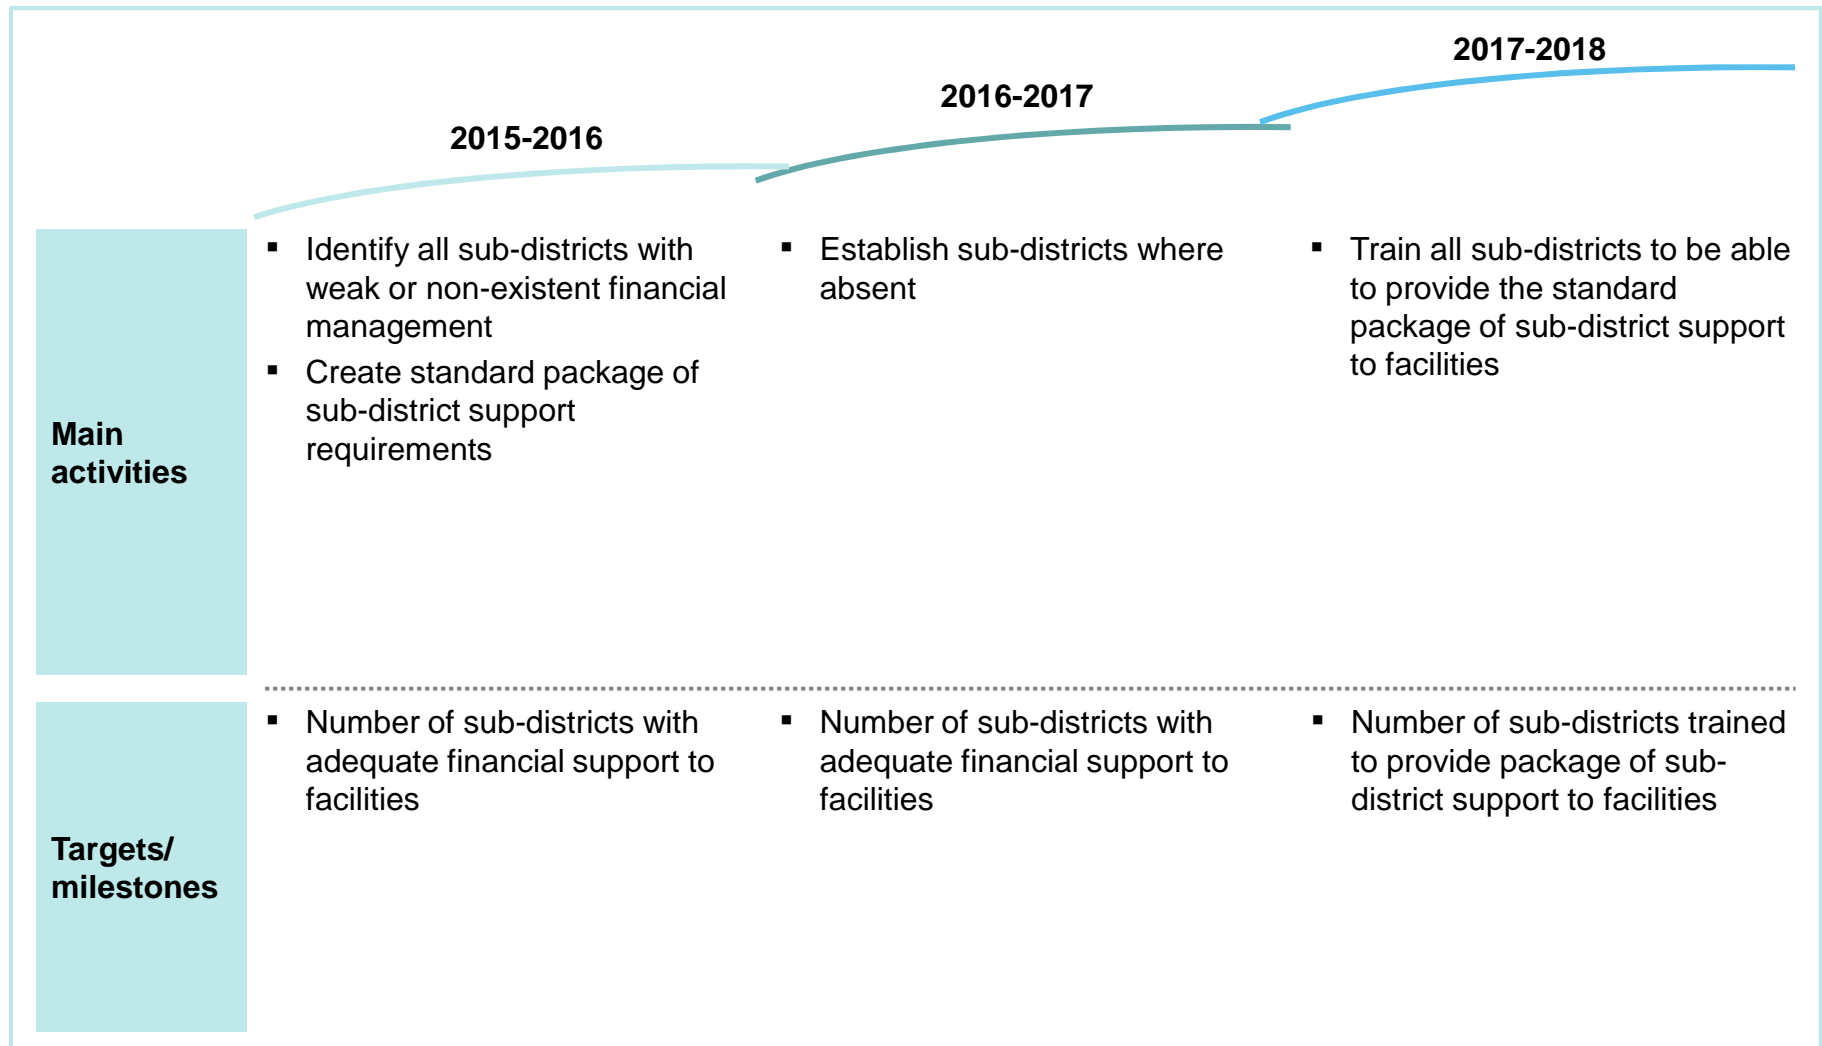 2015-2016
2016-2017
2017-2018
Main
activities
▪ Identify all sub-districts with
weak or non-existent financial
management
▪ Create standard package of
sub-district support
requirements
▪ Establish sub-districts where
absent
▪ Train all sub-districts to be able
to provide the standard
package of sub-district support
to facilities
Targets/
milestones
▪ Number of sub-districts with
adequate financial support to
facilities
▪ Number of sub-districts with
adequate financial support to
facilities
▪ Number of sub-districts trained
to provide package of sub-
district support to facilities